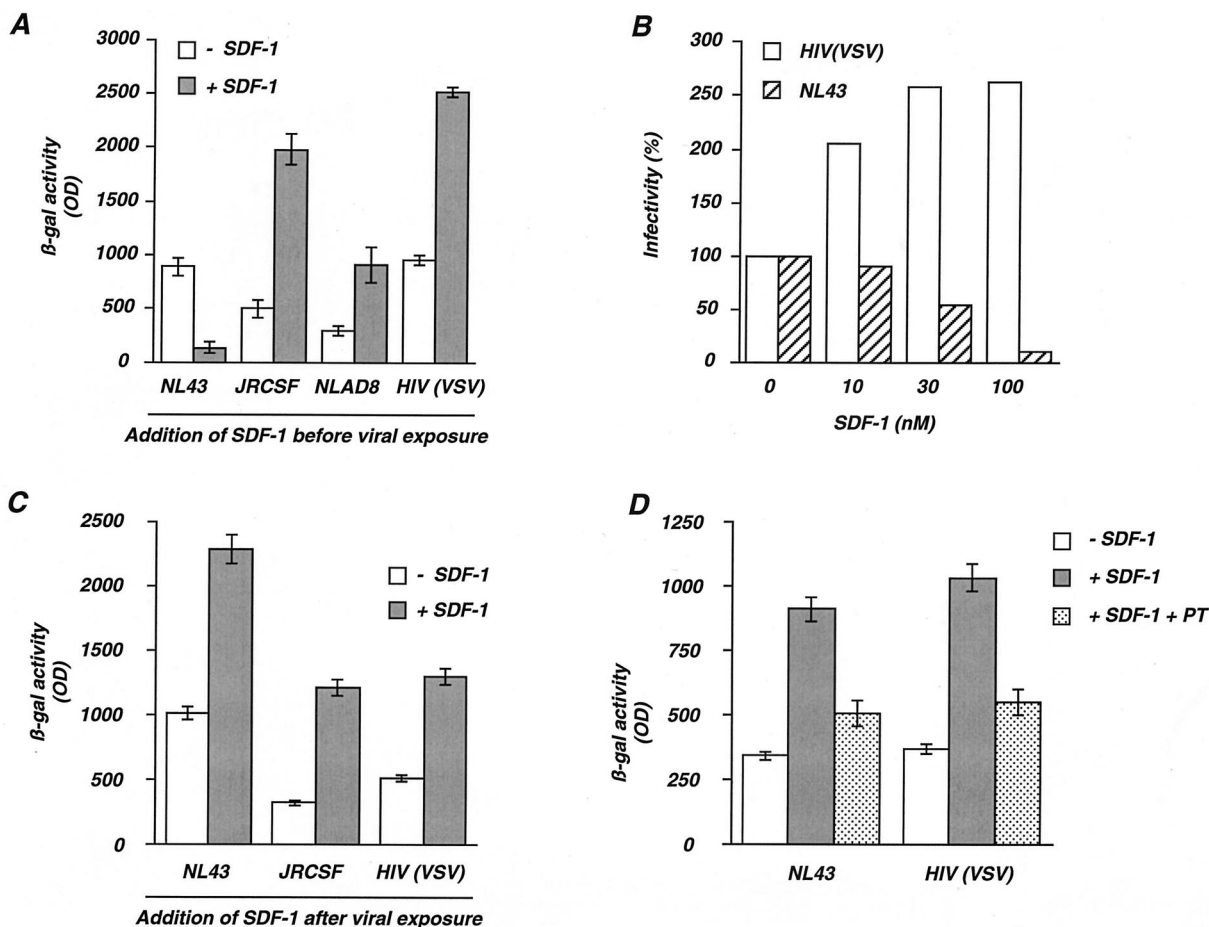 A
3000
2500
2000
1500
1000
500
0
ß-gal activity
(OD)
- SDF-1
+ SDF-1
NL43 JRCSF NLAD8 HIV (VSV)
Addition of SDF-1 before viral exposure
B
300
250
200
150
100
50
0
Infectivity (%)
HIV(VSV)
NL43
0 10 30 100
SDF-1 (nM)
C
2500
2000
1500
1000
500
0
ß-gal activity
(OD)
- SDF-1
+ SDF-1
NL43 JRCSF HIV (VSV)
Addition of SDF-1 after viral exposure
D
1250
1000
750
500
250
0
ß-gal activity
(OD)
- SDF-1
+ SDF-1
+ SDF-1 + PT
NL43 HIV (VSV)